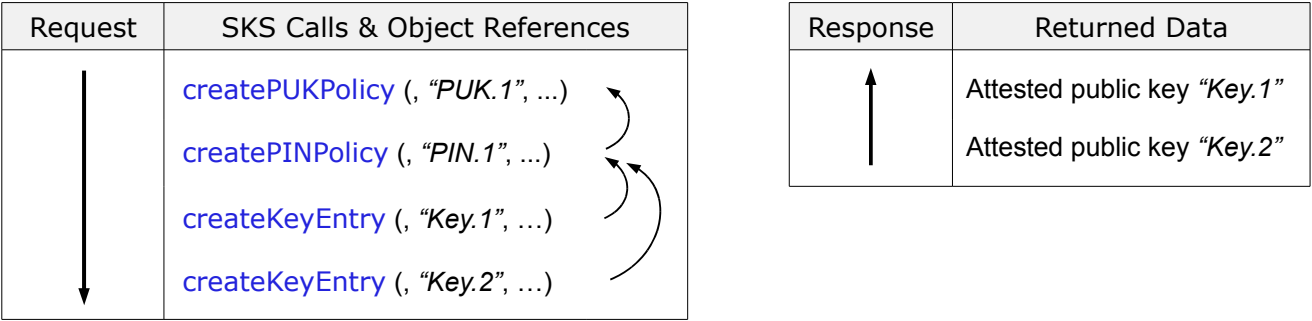 Request
SKS Calls & Object References
createPUKPolicy (, “PUK.1”, ...)
createPINPolicy (, “PIN.1”, ...)
createKeyEntry (, “Key.1”, …)
createKeyEntry (, “Key.2”, …)
Response
Returned Data
Attested public key “Key.1”
Attested public key “Key.2”